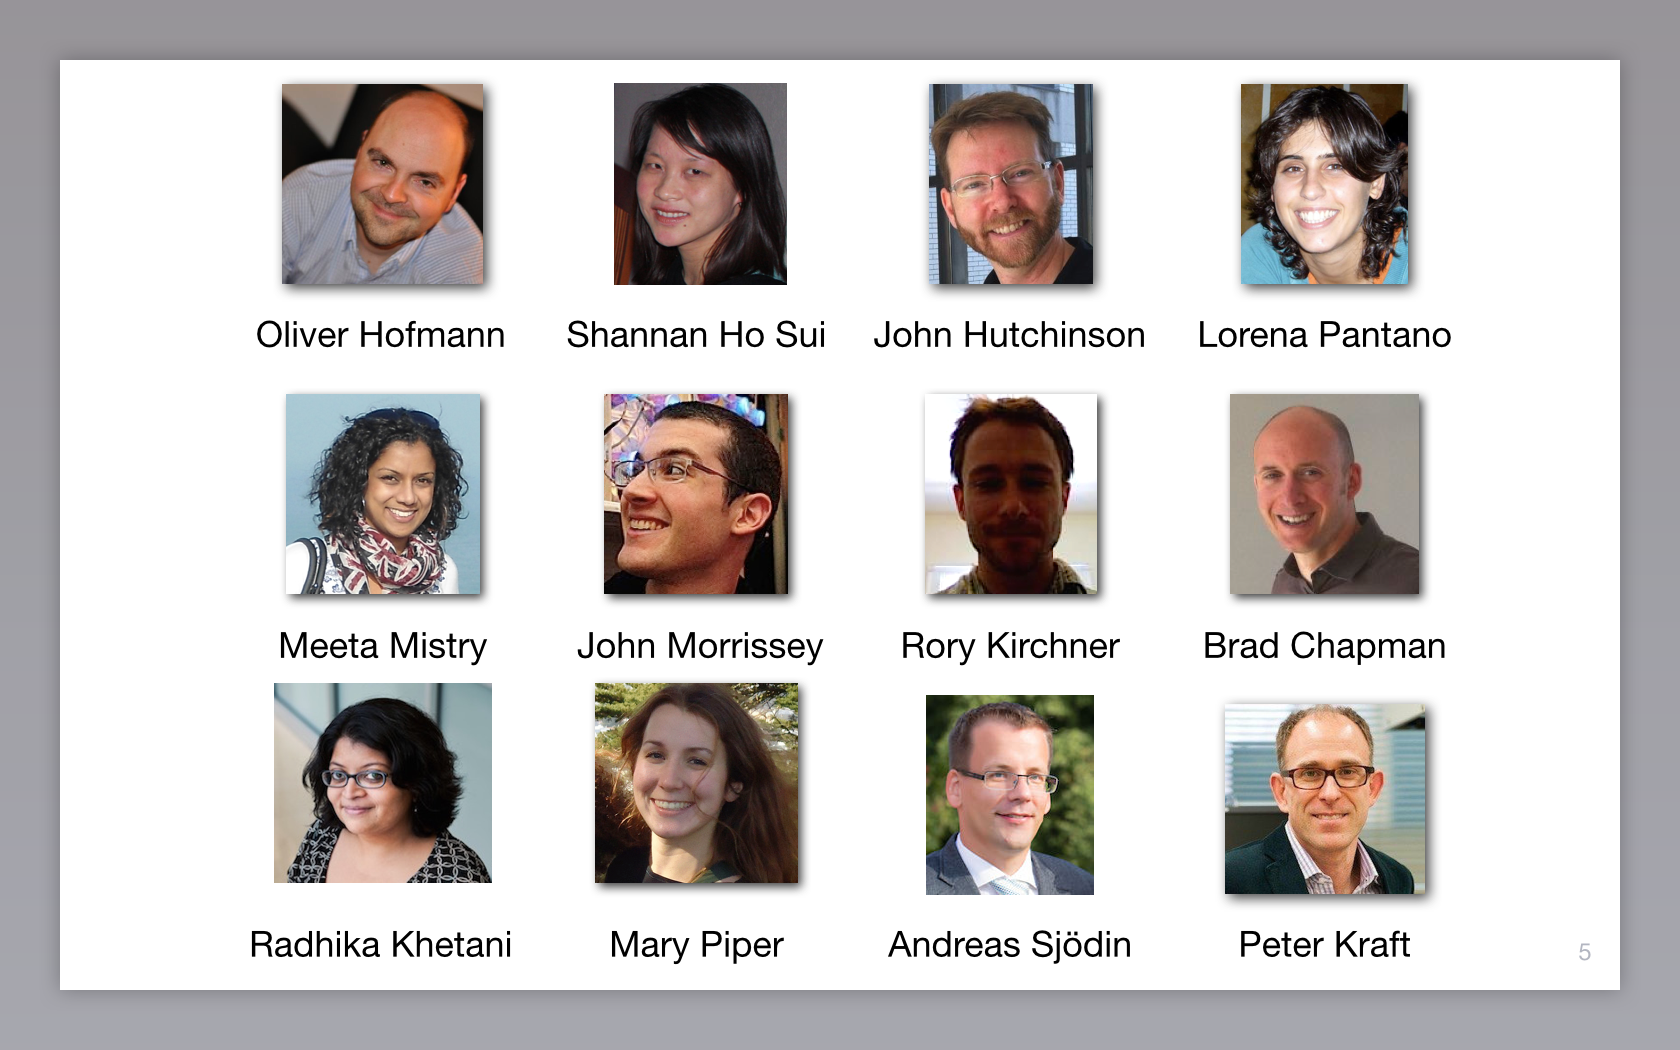 Oliver Hofmann Shannan Ho Sui John Hutchinson Lorena Pantano
Meeta Mistry John Morrissey Rory Kirchner Brad Chapman
Radhika Khetani Mary Piper Andreas Sjödin Peter Kraft
5